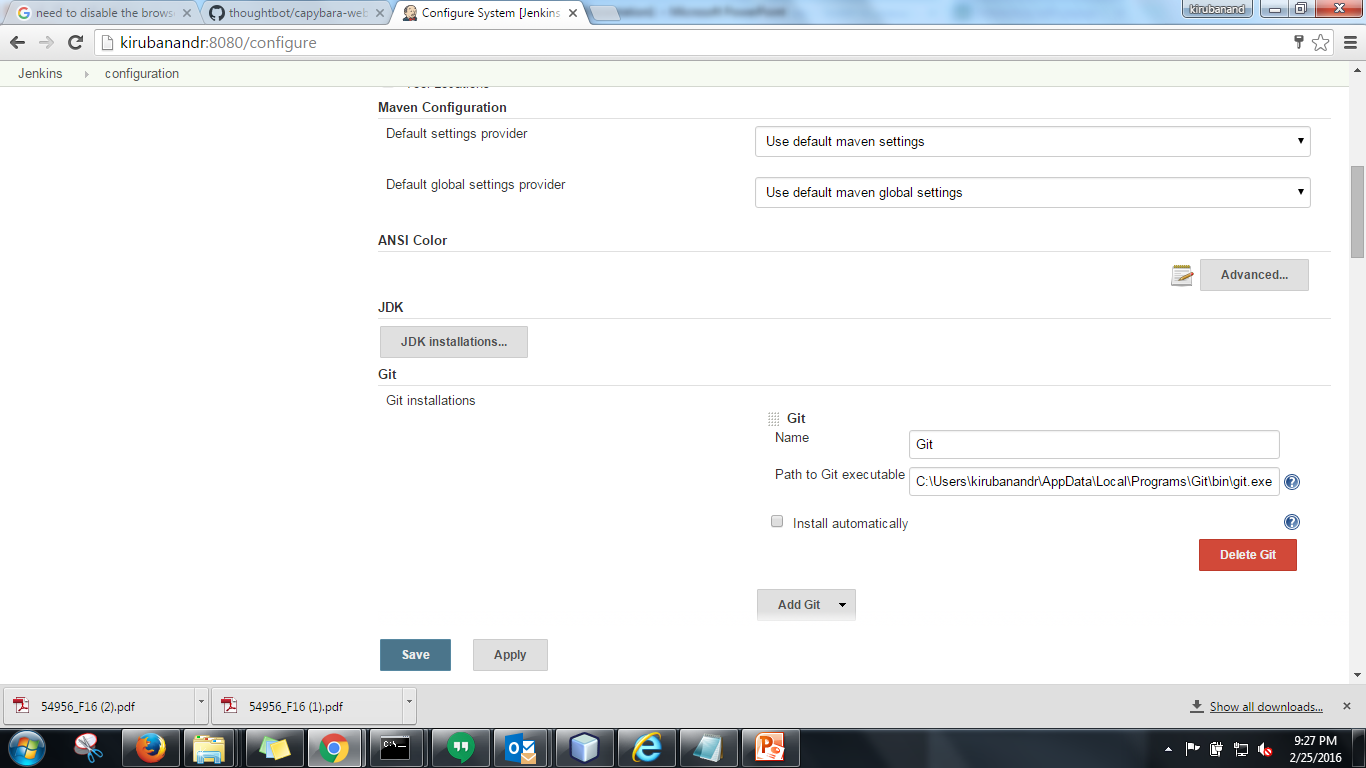 need to disable the brows
thoughtbot/capybara-web
Configure System [Jenkins
Microsoft PowerPoint
kirubanand
kirubanandr:8080/configure
Jenkins
configuration
Maven Configuration
Default settings provider
Use default maven settings
Default global settings provider
Use default maven global settings
ANSI Color
Advanced...
JDK
JDK installations...
Git
Git installations
Git
Name
Git
Path to Git executable
C:\Users\kirubanandr\AppData\Local\Programs\Git\bin\git.exe
Install automatically
Delete Git
Add Git
Save
Apply
54956_F16 (2).pdf
54956_F16 (1).pdf
Show all downloads...
C:\_
9:27 PM
2/25/2016